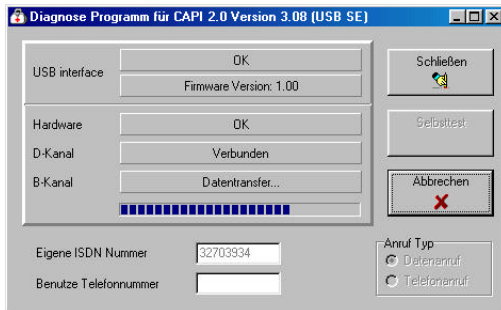 Diagnose Programm für CAPI 2.0 Version 3.08 (USB SE)
USB interface
OK
Firmware Version: 1.00
Hardware
OK
D-Kanal
Verbunden
B-Kanal
Datentransfer...
Eigene ISDN Nummer
32703934
Benutze Telefonnummer
Schließen
Selbsttest
Abbrechen
Anruf Typ
Datenanruf
Telefonanruf